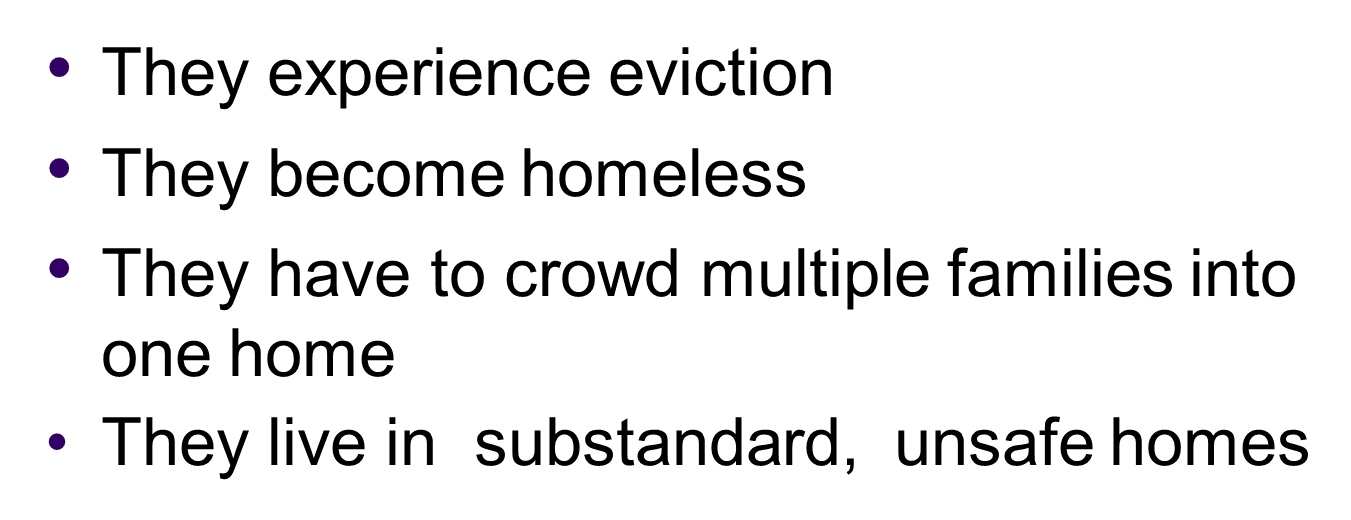 • They experience eviction
• They become homeless
• They have to crowd multiple families into
one home
• They live in  substandard,  unsafe homes